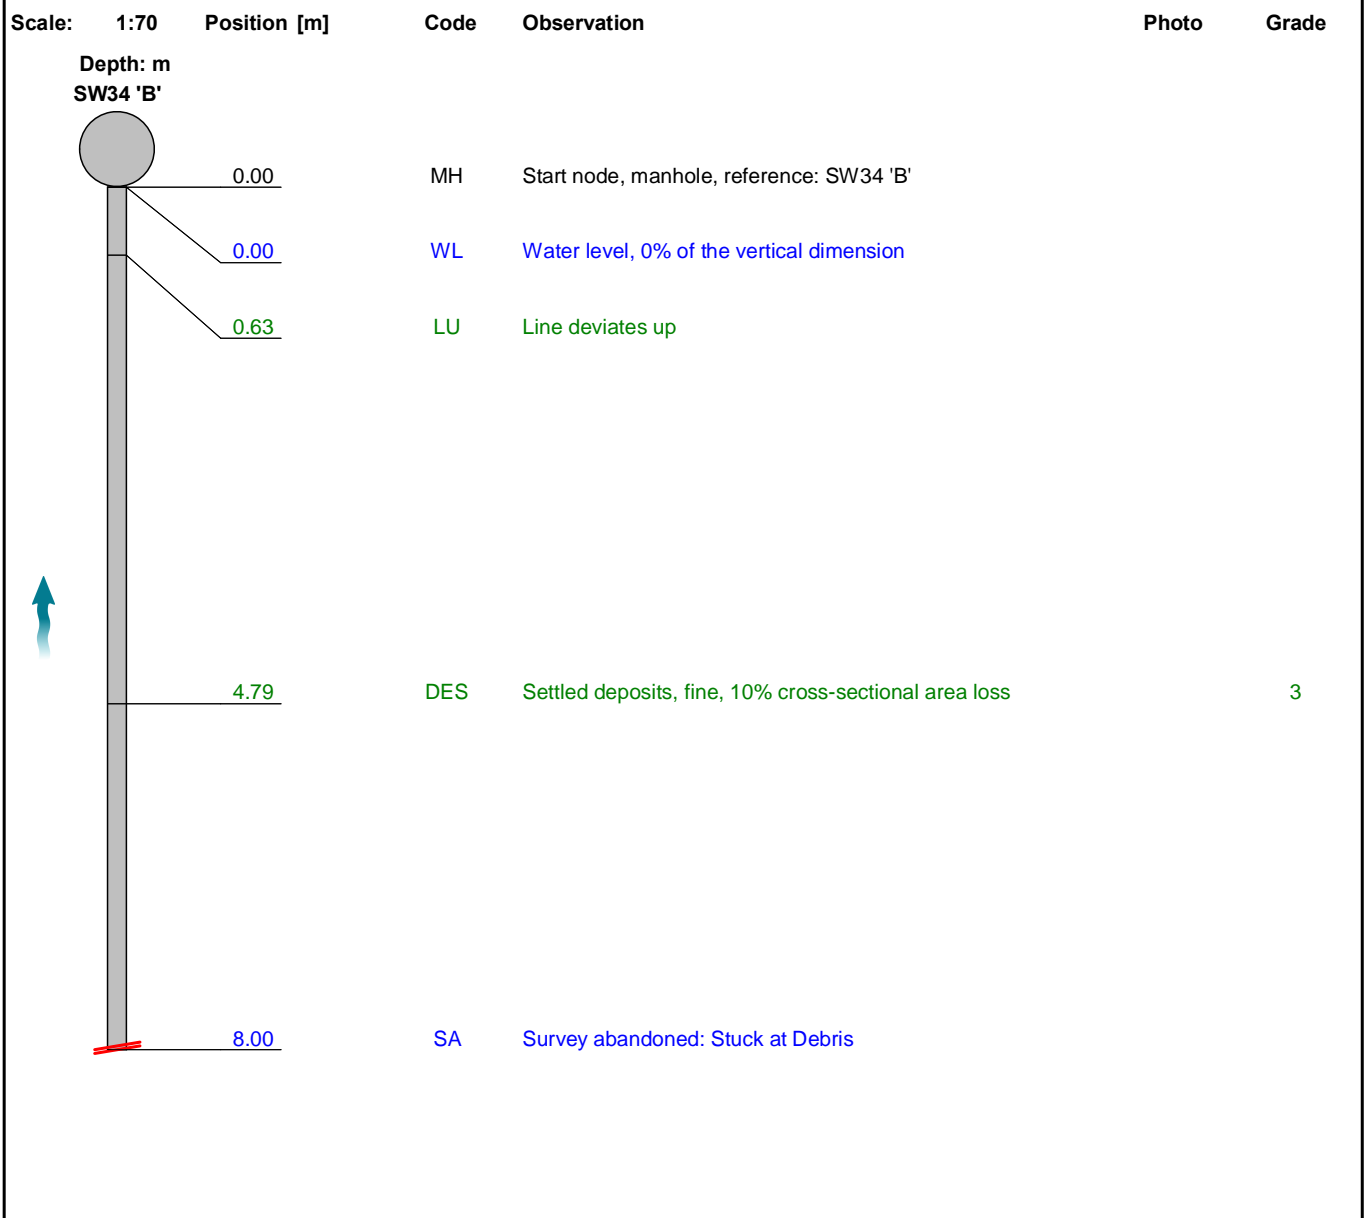 Scale: 1:70 Position [m] Code Observation Photo Grade
Depth: m
SW34 'B'
0.00 MH Start node, manhole, reference: SW34 'B'
0.00 WL Water level, 0% of the vertical dimension
0.63 LU Line deviates up
4.79 DES Settled deposits, fine, 10% cross-sectional area loss 3
8.00 SA Survey abandoned: Stuck at Debris